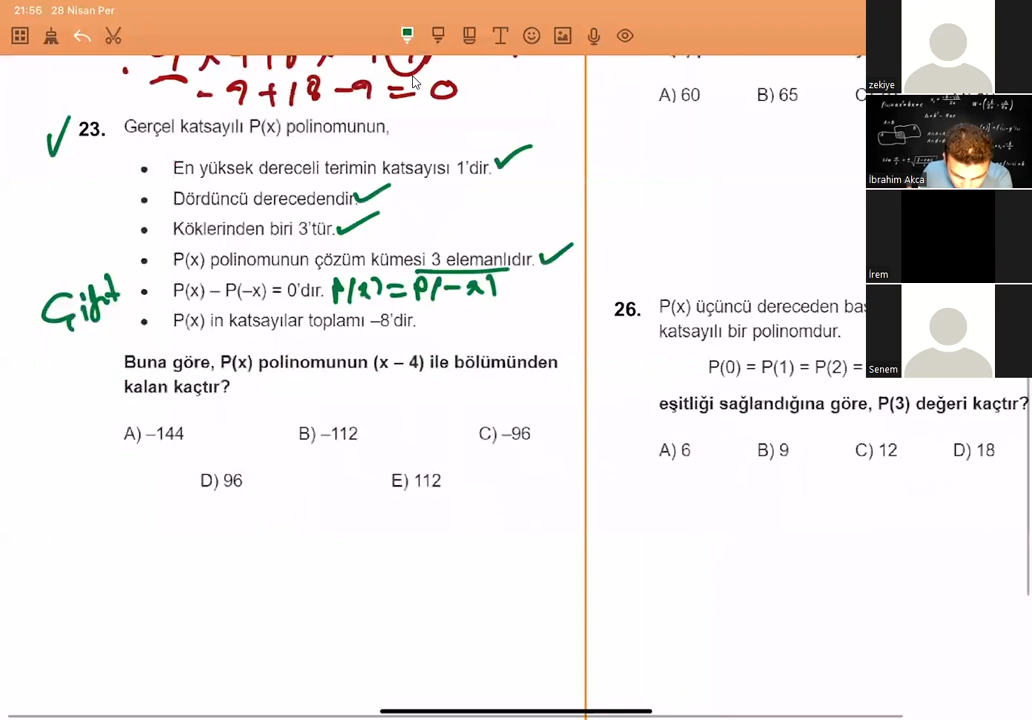 21:56 28 Nisan Per
- 9 + 18 - 9 = 0
23. Gerçel katsayılı P(x) polinomunun,
• En yüksek dereceli terimin katsayısı 1'dir.
• Dördüncü derecedendir.
• Köklerinden biri 3'tür.
• P(x) polinomunun çözüm kümesi 3 elemanlıdır.
Çift
• P(x) – P(–x) = 0'dır. P(x) = P(-x)
• P(x) in katsayılar toplamı –8'dir.
Buna göre, P(x) polinomunun (x – 4) ile bölümünden
kalan kaçtır?
A) –144 B) –112 C) –96
D) 96 E) 112
A) 60 B) 65
26. P(x) üçüncü dereceden
katsayılı bir polinomdur.
P(0) = P(1) = P(2) =
eşitliği sağlandığına göre, P(3) değeri kaçtır?
A) 6 B) 9 C) 12 D) 18
zekiye
İbrahim Akca
İrem
Senem